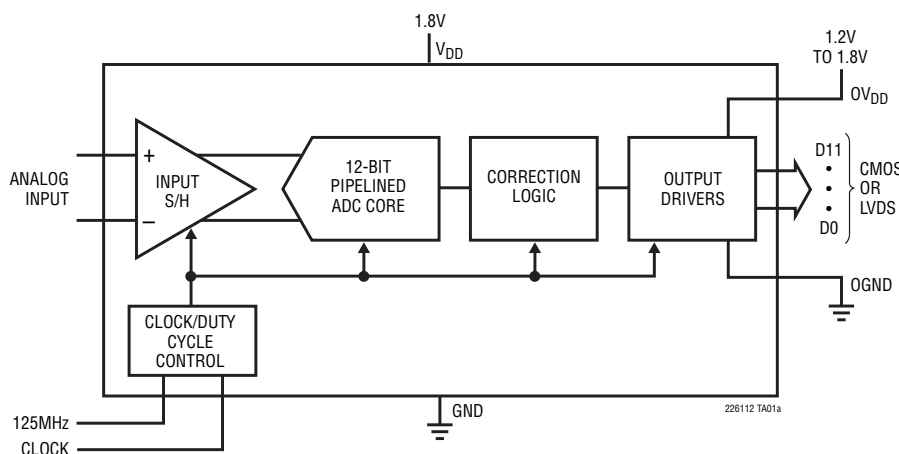 1.8V
VDD
1.2V
TO 1.8V
OVDD
ANALOG
INPUT
+
–
INPUT
S/H
12-BIT
PIPELINED
ADC CORE
CORRECTION
LOGIC
OUTPUT
DRIVERS
D11
•
•
•
D0
CMOS
OR
LVDS
OGND
CLOCK/DUTY
CYCLE
CONTROL
GND
226112 TA01a
125MHz
CLOCK